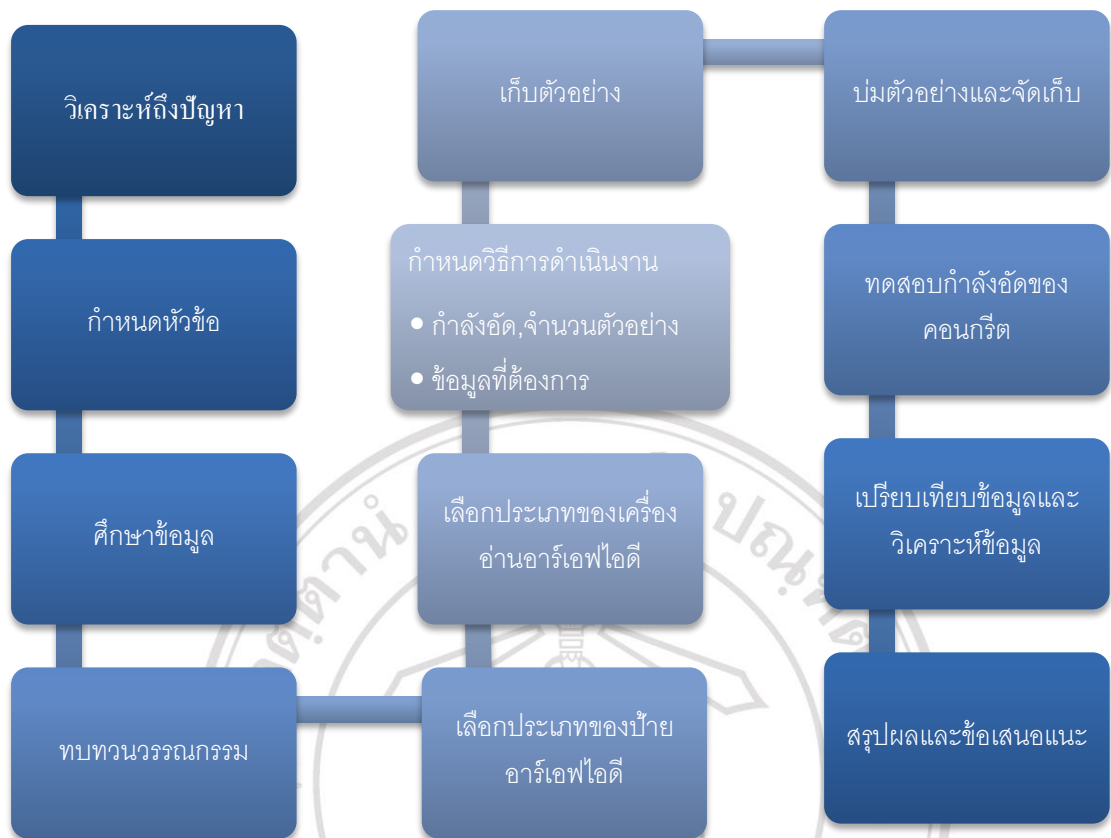 วิเคราะห์ถึงปัญหา
กำหนดหัวข้อ
ศึกษาข้อมูล
ทบทวนวรรณกรรม
เลือกประเภทของป้าย
อาร์เอฟไอดี
เลือกประเภทของเครื่อง
อ่านอาร์เอฟไอดี
กำหนดวิธีการดำเนินงาน
• กำลังอัด,จำนวนตัวอย่าง
• ข้อมูลที่ต้องการ
เก็บตัวอย่าง
บ่มตัวอย่างและจัดเก็บ
ทดสอบกำลังอัดของ
คอนกรีต
เปรียบเทียบข้อมูลและ
วิเคราะห์ข้อมูล
สรุปผลและข้อเสนอแนะ